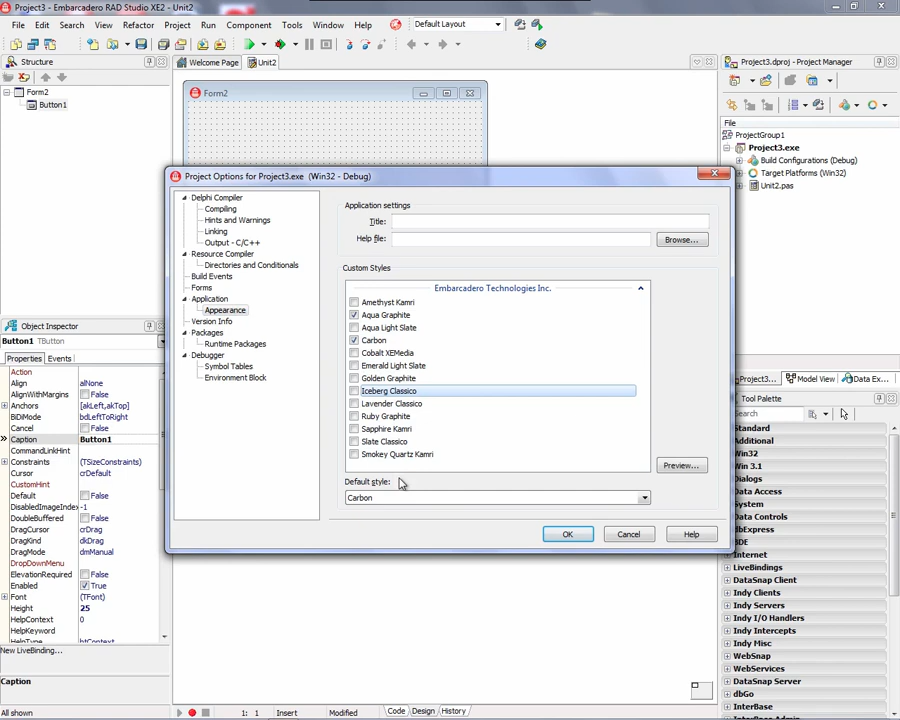 Project3 - Embarcadero RAD Studio XE2 - Unit2
File Edit Search View Refactor Project Run Component Tools Window Help Default Layout
Structure
Form2
Button1
Welcome Page Unit2
Form2
Project3.dproj - Project Manager
File
ProjectGroup1
Project3.exe
Build Configurations (Debug)
Target Platforms (Win32)
Unit2.pas
Project Options for Project3.exe (Win32 - Debug)
Delphi Compiler
Compiling
Hints and Warnings
Linking
Output - C/C++
Resource Compiler
Directories and Conditionals
Build Events
Forms
Application
Appearance
Version Info
Packages
Runtime Packages
Debugger
Symbol Tables
Environment Block
Application settings
Title:
Help file:
Browse...
Custom Styles
Embarcadero Technologies Inc.
Amethyst Kamri
Aqua Graphite
Aqua Light Slate
Carbon
Cobalt XEMedia
Emerald Light Slate
Golden Graphite
Iceberg Classico
Lavender Classico
Ruby Graphite
Sapphire Kamri
Slate Classico
Smokey Quartz Kamri
Preview...
Default style:
Carbon
OK Cancel Help
Object Inspector
Button1 TButton
Properties Events
Action
Align alNone
AlignWithMargins False
Anchors [akLeft,akTop]
BiDiMode bdLeftToRight
Cancel False
Caption Button1
CommandLinkHint
Constraints (TSizeConstraints)
Cursor crDefault
CustomHint
Default False
DisabledImageIndex -1
DoubleBuffered False
DragCursor crDrag
DragKind dkDrag
DragMode dmManual
DropDownMenu
ElevationRequired False
Enabled True
Font (TFont)
Height 25
HelpContext 0
HelpKeyword
HelpType htContext
New LiveBinding...
Caption
All shown
1: 1 Insert Modified Code Design History
Project3... Model View Data Ex...
Tool Palette
Search
Standard
Additional
Win32
Win 3.1
Dialogs
Data Access
System
Data Controls
dbExpress
BDE
Internet
LiveBindings
DataSnap Client
Indy Clients
Indy Servers
Indy I/O Handlers
Indy Intercepts
Indy Misc
WebSnap
WebServices
DataSnap Server
dbGo
InterBase